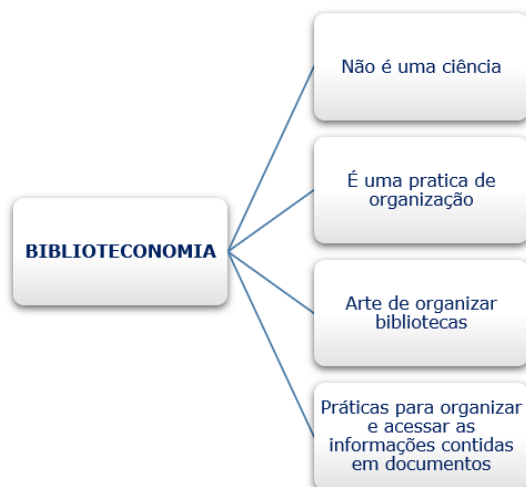 Não é uma ciência
É uma pratica de
organização
BIBLIOTECONOMIA
Arte de organizar
bibliotecas
Práticas para organizar
e acessar as
informações contidas
em documentos